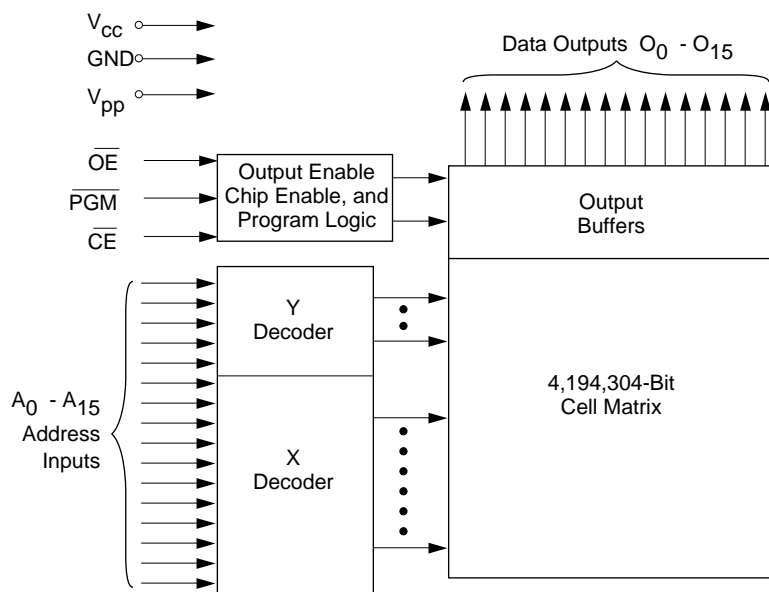 Vcc
GND
Vpp
OE
PGM
CE
Output Enable
Chip Enable, and
Program Logic
Data Outputs O0 - O15
Output
Buffers
Y
Decoder
A0 - A15
Address
Inputs
X
Decoder
4,194,304-Bit
Cell Matrix